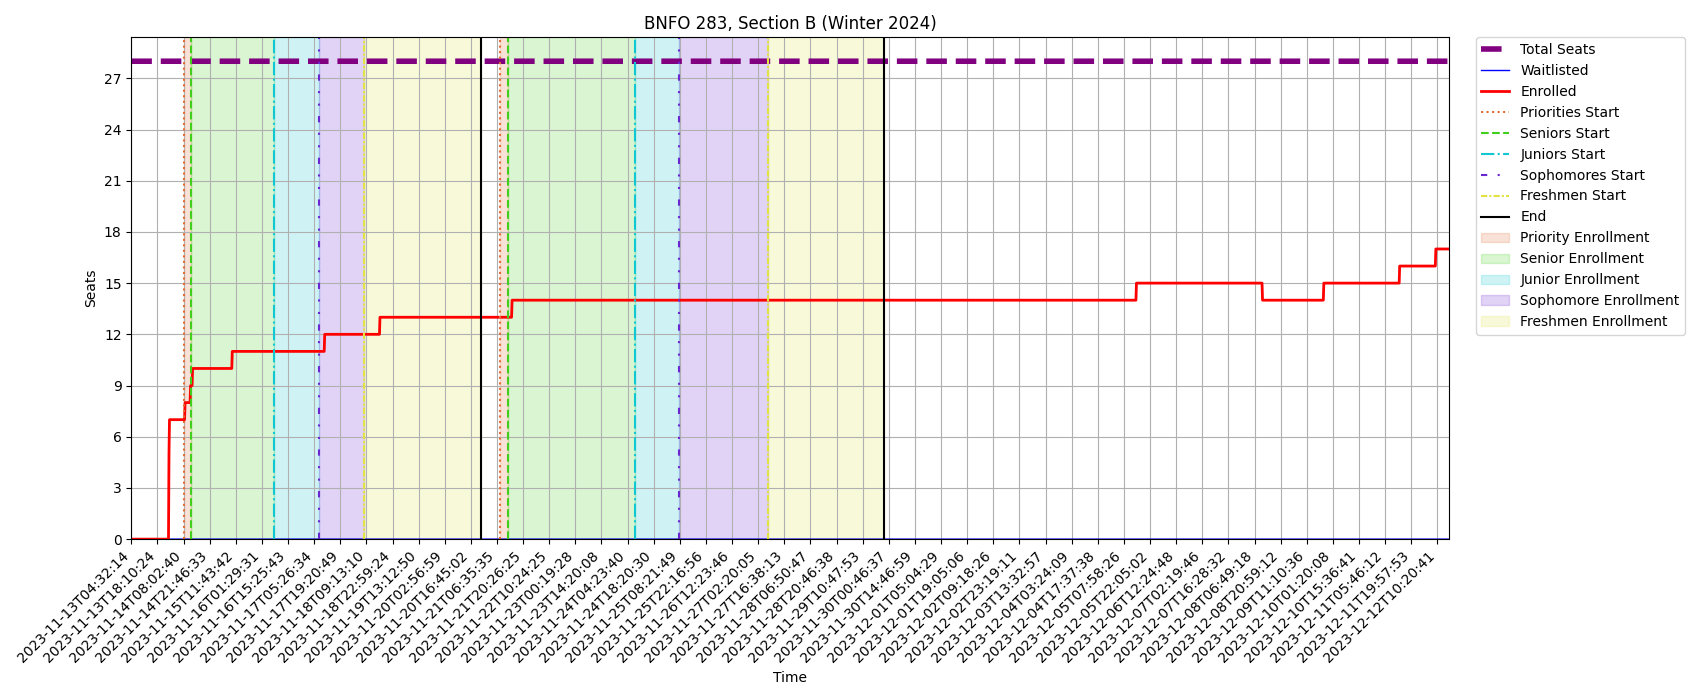 BNFO 283, Section B (Winter 2024)
Seats
27
24
21
18
15
12
9
6
3
0
2023-11-13T04:32:14
2023-11-13T18:10:24
2023-11-14T08:02:40
2023-11-14T21:46:33
2023-11-15T11:43:42
2023-11-16T01:29:31
2023-11-16T15:25:43
2023-11-17T05:26:34
2023-11-17T19:20:49
2023-11-18T09:13:10
2023-11-18T22:59:24
2023-11-19T13:12:50
2023-11-20T02:56:59
2023-11-20T16:45:02
2023-11-21T06:35:35
2023-11-21T20:26:25
2023-11-22T10:24:25
2023-11-23T00:19:28
2023-11-23T14:20:08
2023-11-24T04:23:40
2023-11-24T18:20:30
2023-11-25T08:21:49
2023-11-25T22:16:56
2023-11-26T12:23:46
2023-11-27T02:20:05
2023-11-27T16:38:13
2023-11-28T06:50:47
2023-11-28T20:46:38
2023-11-29T10:47:53
2023-11-30T00:46:37
2023-11-30T14:46:59
2023-12-01T05:04:29
2023-12-01T19:05:06
2023-12-02T09:18:26
2023-12-02T23:19:11
2023-12-03T13:32:57
2023-12-04T03:24:09
2023-12-04T17:37:38
2023-12-05T07:58:26
2023-12-05T22:05:02
2023-12-06T12:24:48
2023-12-07T02:19:46
2023-12-07T16:28:32
2023-12-08T06:49:18
2023-12-08T20:59:12
2023-12-09T11:10:36
2023-12-10T01:20:08
2023-12-10T15:36:41
2023-12-11T05:46:12
2023-12-11T19:57:53
2023-12-12T10:20:41
Time
Total Seats
Waitlisted
Enrolled
Priorities Start
Seniors Start
Juniors Start
Sophomores Start
Freshmen Start
End
Priority Enrollment
Senior Enrollment
Junior Enrollment
Sophomore Enrollment
Freshmen Enrollment